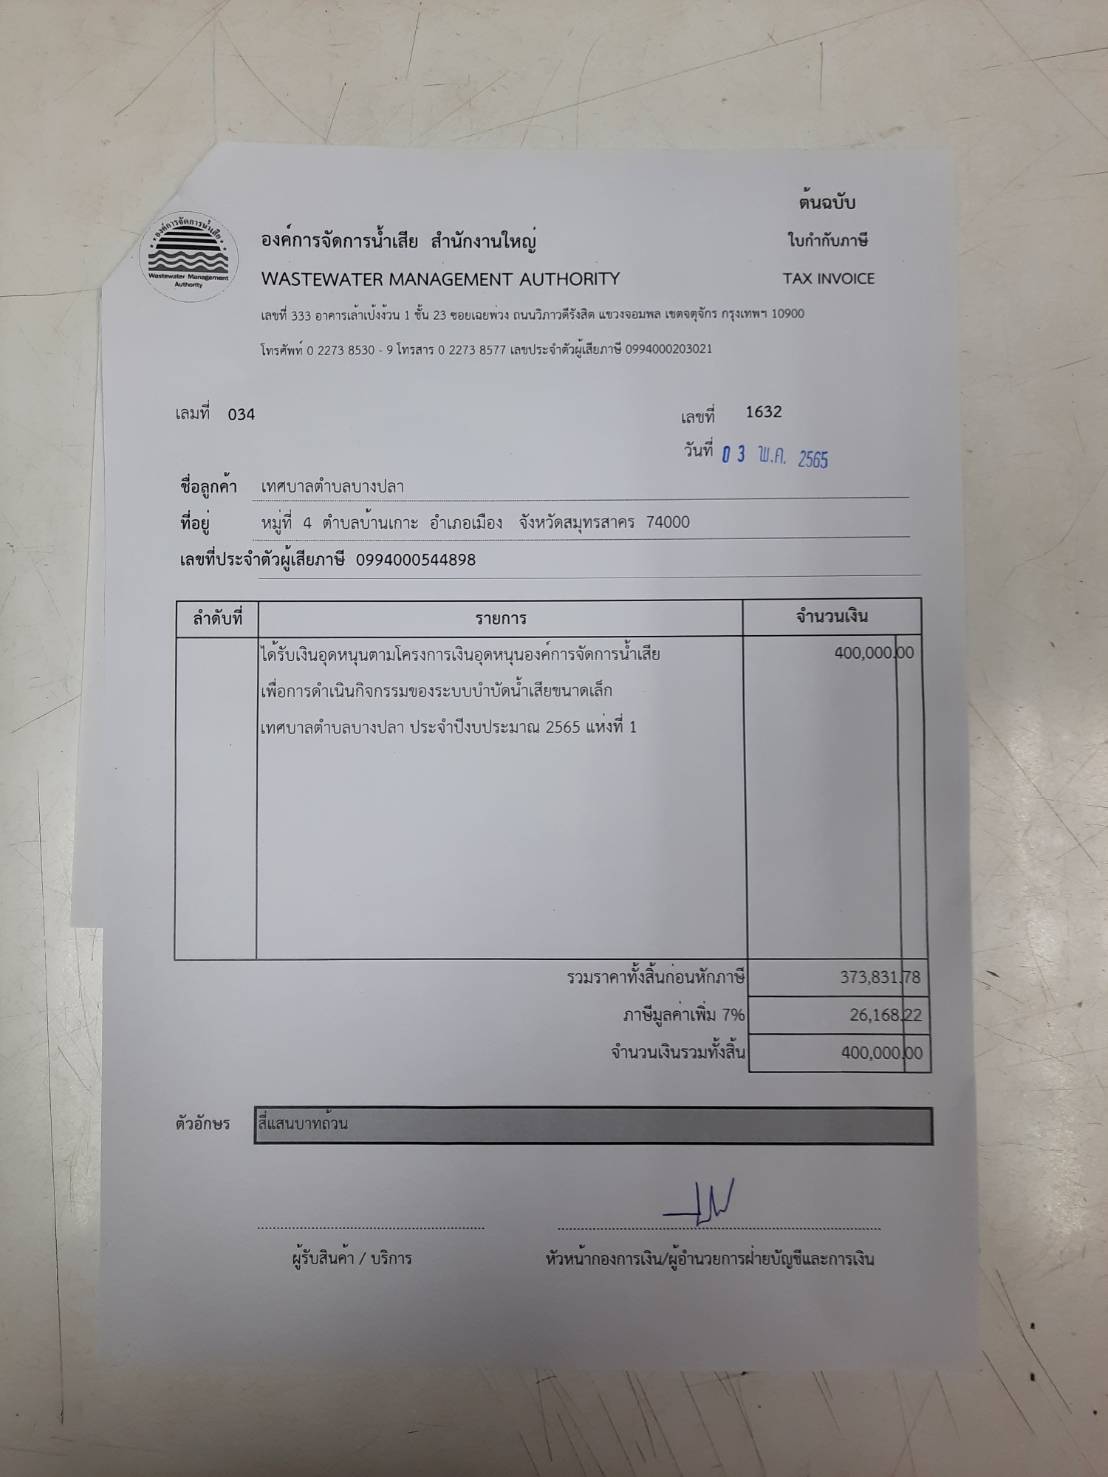 ต้นฉบับ
องค์การจัดการน้ำเสีย
Wastewater Management
Authority
องค์การจัดการน้ำเสีย สำนักงานใหญ่
ใบกำกับภาษี
WASTEWATER MANAGEMENT AUTHORITY
TAX INVOICE
เลขที่ 333 อาคารเล้าเป้งง้วน 1 ชั้น 23 ซอยเฉยพ่วง ถนนวิภาวดีรังสิต แขวงจอมพล เขตจตุจักร กรุงเทพฯ 10900
โทรศัพท์ 0 2273 8530 - 9 โทรสาร 0 2273 8577 เลขประจำตัวผู้เสียภาษี 0994000203021
เลมที่ 034
เลขที่ 1632
วันที่ 03 พ.ค. 2565
ชื่อลูกค้า เทศบาลตำบลบางปลา
ที่อยู่ หมู่ที่ 4 ตำบลบ้านเกาะ อำเภอเมือง จังหวัดสมุทรสาคร 74000
เลขที่ประจำตัวผู้เสียภาษี 0994000544898
ลำดับที่ รายการ จำนวนเงิน
ได้รับเงินอุดหนุนตามโครงการเงินอุดหนุนองค์การจัดการน้ำเสีย 400,000.00
เพื่อการดำเนินกิจกรรมของระบบบำบัดน้ำเสียขนาดเล็ก
เทศบาลตำบลบางปลา ประจำปีงบประมาณ 2565 แห่งที่ 1
รวมราคาทั้งสิ้นก่อนหักภาษี 373,831.78
ภาษีมูลค่าเพิ่ม 7% 26,168.22
จำนวนเงินรวมทั้งสิ้น 400,000.00
ตัวอักษร สี่แสนบาทถ้วน
ผู้รับสินค้า / บริการ
หัวหน้ากองการเงิน/ผู้อำนวยการฝ่ายบัญชีและการเงิน